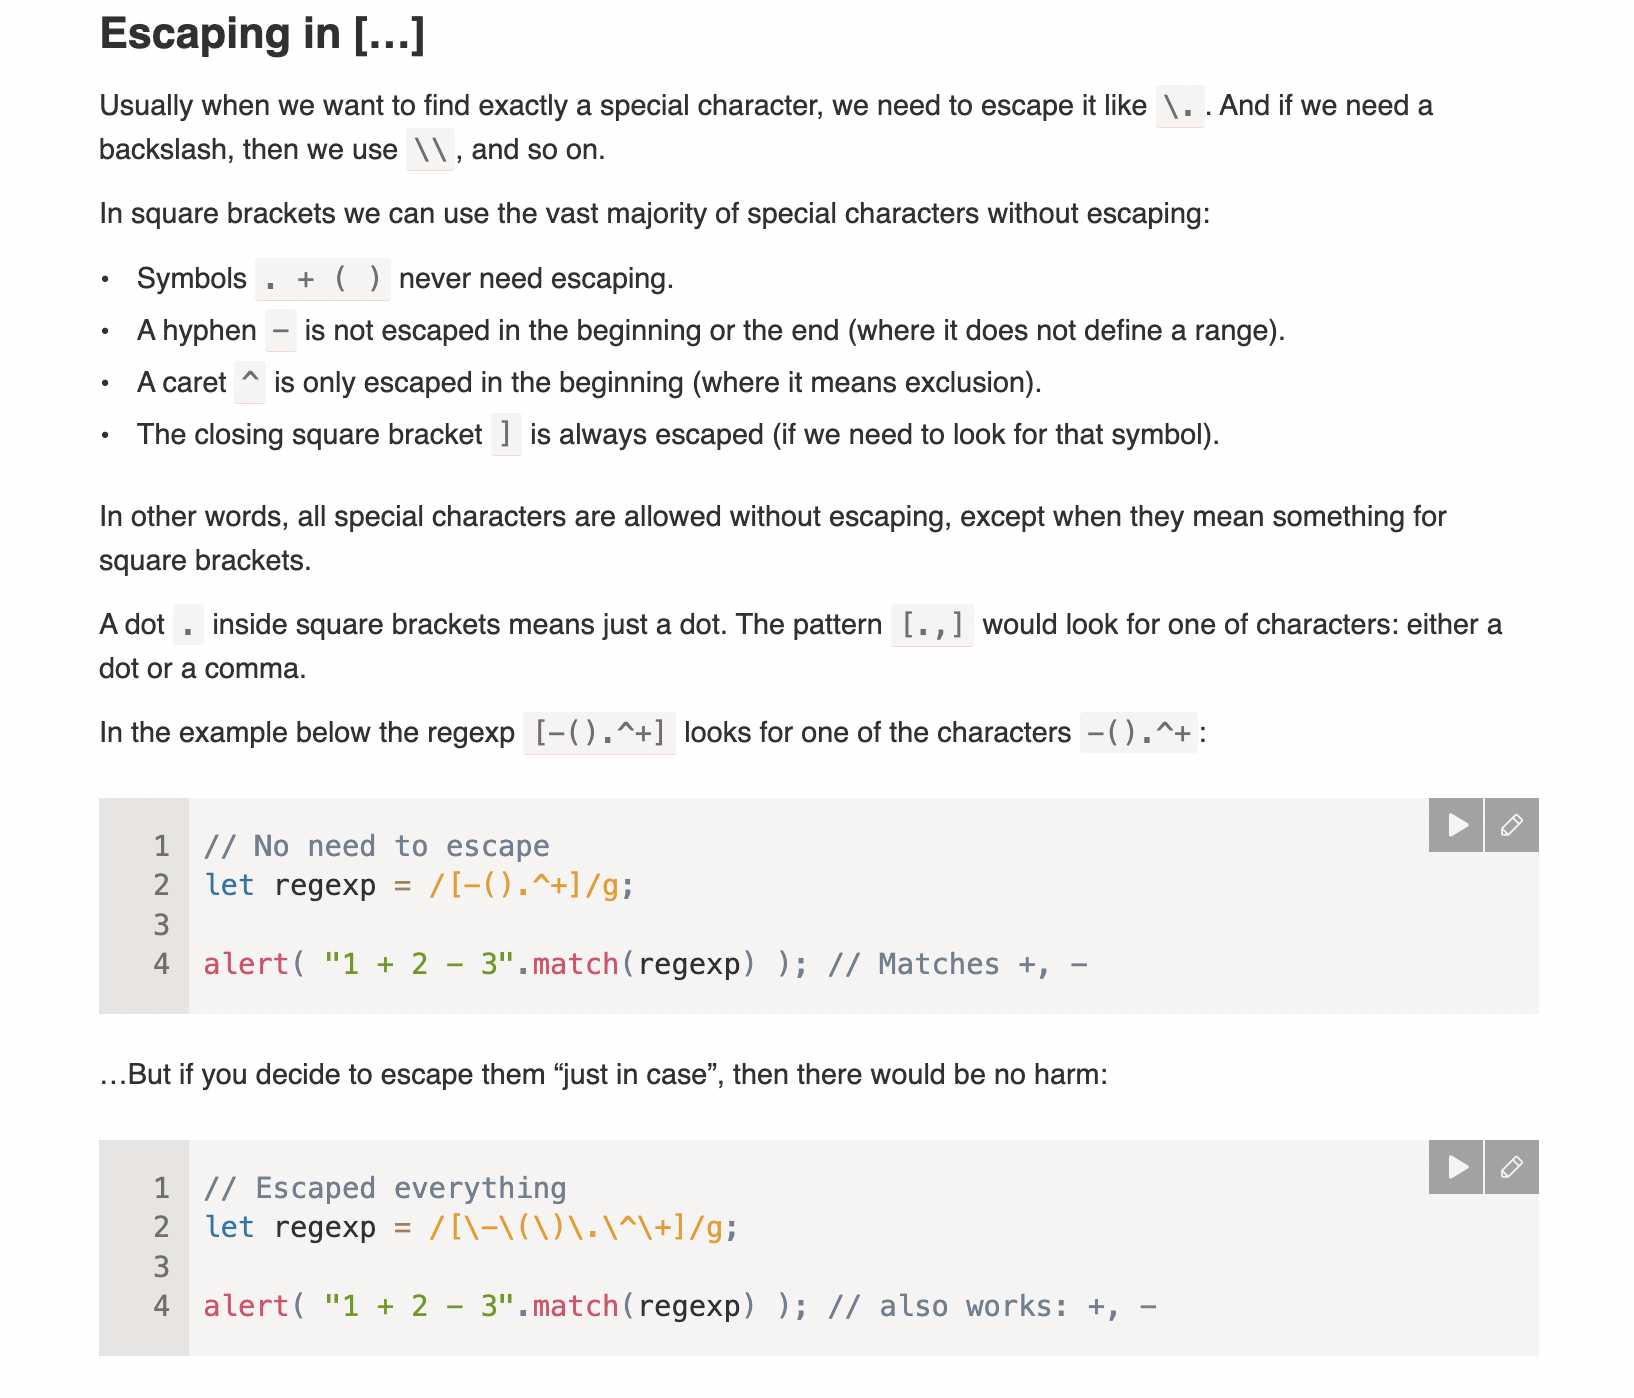 Escaping in […]
Usually when we want to find exactly a special character, we need to escape it like \. . And if we need a
backslash, then we use \\ , and so on.
In square brackets we can use the vast majority of special characters without escaping:
• Symbols . + ( ) never need escaping.
• A hyphen - is not escaped in the beginning or the end (where it does not define a range).
• A caret ^ is only escaped in the beginning (where it means exclusion).
• The closing square bracket ] is always escaped (if we need to look for that symbol).
In other words, all special characters are allowed without escaping, except when they mean something for
square brackets.
A dot . inside square brackets means just a dot. The pattern [.,] would look for one of characters: either a
dot or a comma.
In the example below the regexp [-().^+] looks for one of the characters -().^+ :
1 // No need to escape
2 let regexp = /[-().^+]/g;
3
4 alert( "1 + 2 - 3".match(regexp) ); // Matches +, -
…But if you decide to escape them “just in case”, then there would be no harm:
1 // Escaped everything
2 let regexp = /[\-\(\)\.\^\+]/g;
3
4 alert( "1 + 2 - 3".match(regexp) ); // also works: +, -